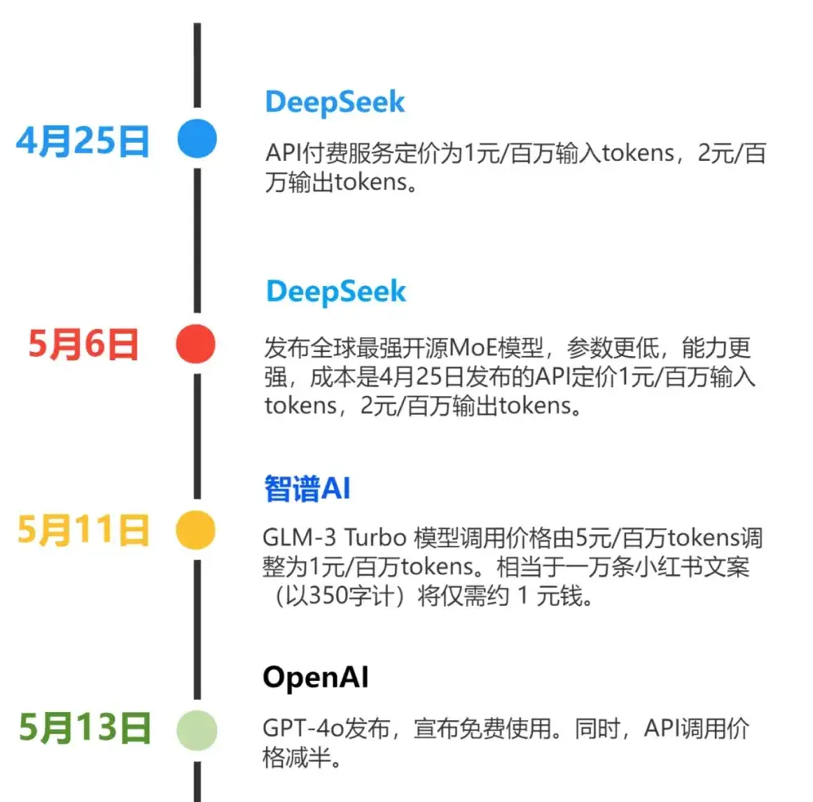 4月25日
DeepSeek
API付费服务定价为1元/百万输入tokens，2元/百
万输出tokens。
5月6日
DeepSeek
发布全球最强开源MoE模型，参数更低，能力更
强，成本是4月25日发布的API定价1元/百万输入
tokens，2元/百万输出tokens。
5月11日
智谱AI
GLM-3 Turbo 模型调用价格由5元/百万tokens调
整为1元/百万tokens。相当于一万条小红书文案
（以350字计）将仅需约 1 元钱。
5月13日
OpenAI
GPT-4o发布，宣布免费使用。同时，API调用价
格减半。